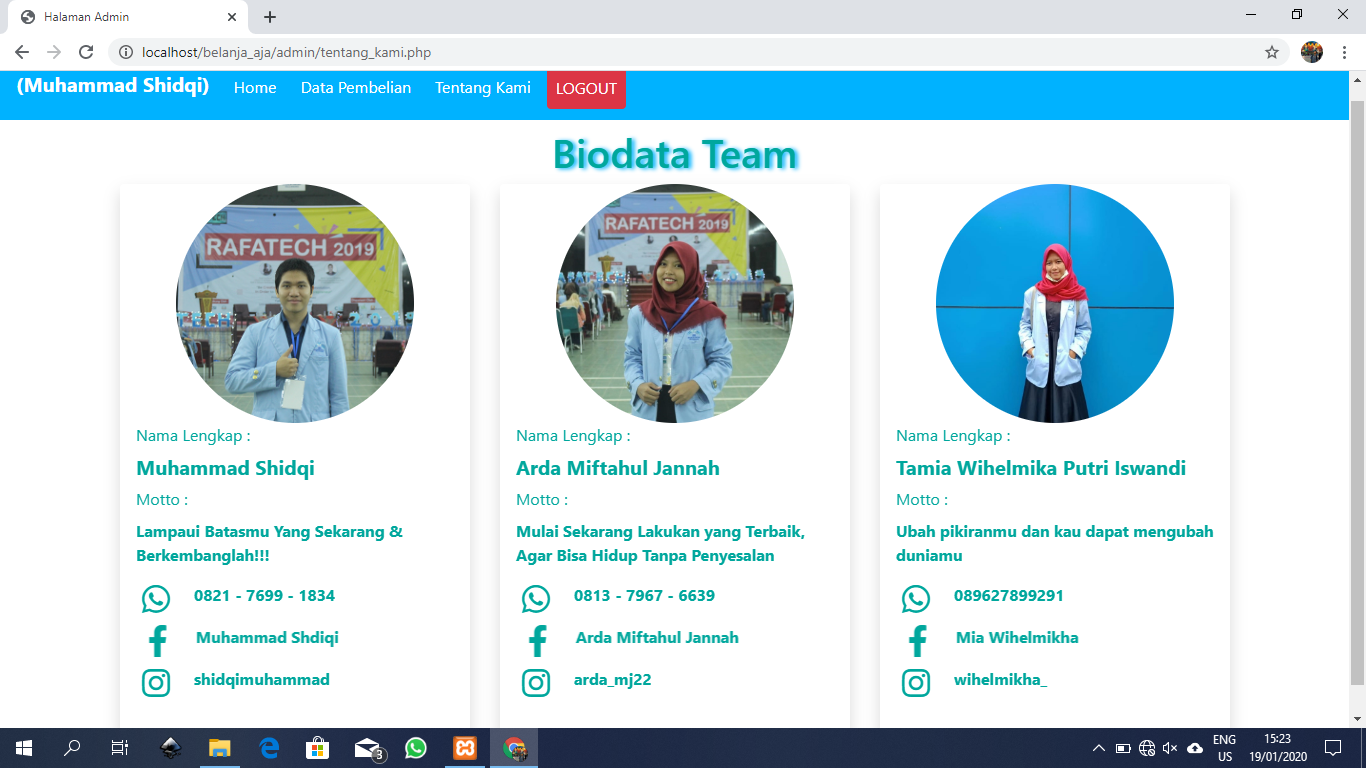 Halaman Admin
localhost/belanja_aja/admin/tentang_kami.php
(Muhammad Shidqi) Home Data Pembelian Tentang Kami LOGOUT
Biodata Team
RAFATECH 2019
Nama Lengkap :
Muhammad Shidqi
Motto :
Lampaui Batasmu Yang Sekarang &
Berkembanglah!!!
0821 - 7699 - 1834
Muhammad Shdiqi
shidqimuhammad
RAFATECH 2019
Nama Lengkap :
Arda Miftahul Jannah
Motto :
Mulai Sekarang Lakukan yang Terbaik,
Agar Bisa Hidup Tanpa Penyesalan
0813 - 7967 - 6639
Arda Miftahul Jannah
arda_mj22
Nama Lengkap :
Tamia Wihelmika Putri Iswandi
Motto :
Ubah pikiranmu dan kau dapat mengubah
duniamu
089627899291
Mia Wihelmikha
wihelmikha_
3
ENG
US
15:23
19/01/2020